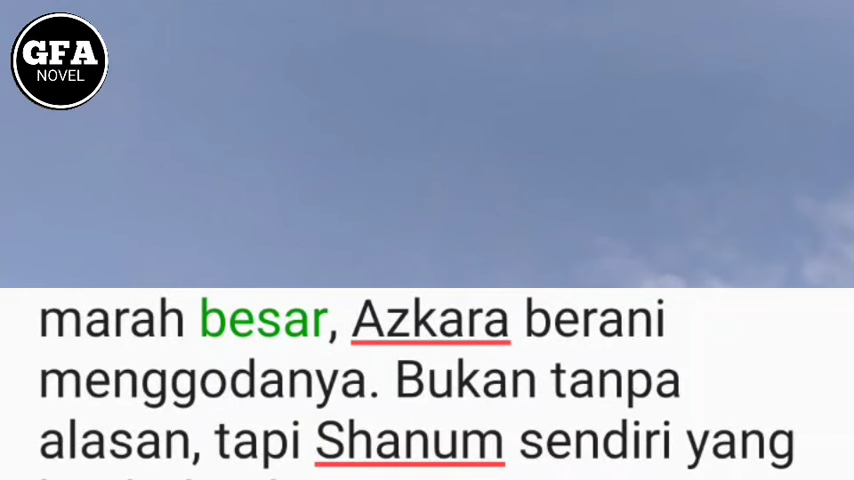 GFA
NOVEL
marah besar, Azkara berani
menggodanya. Bukan tanpa
alasan, tapi Shanum sendiri yang